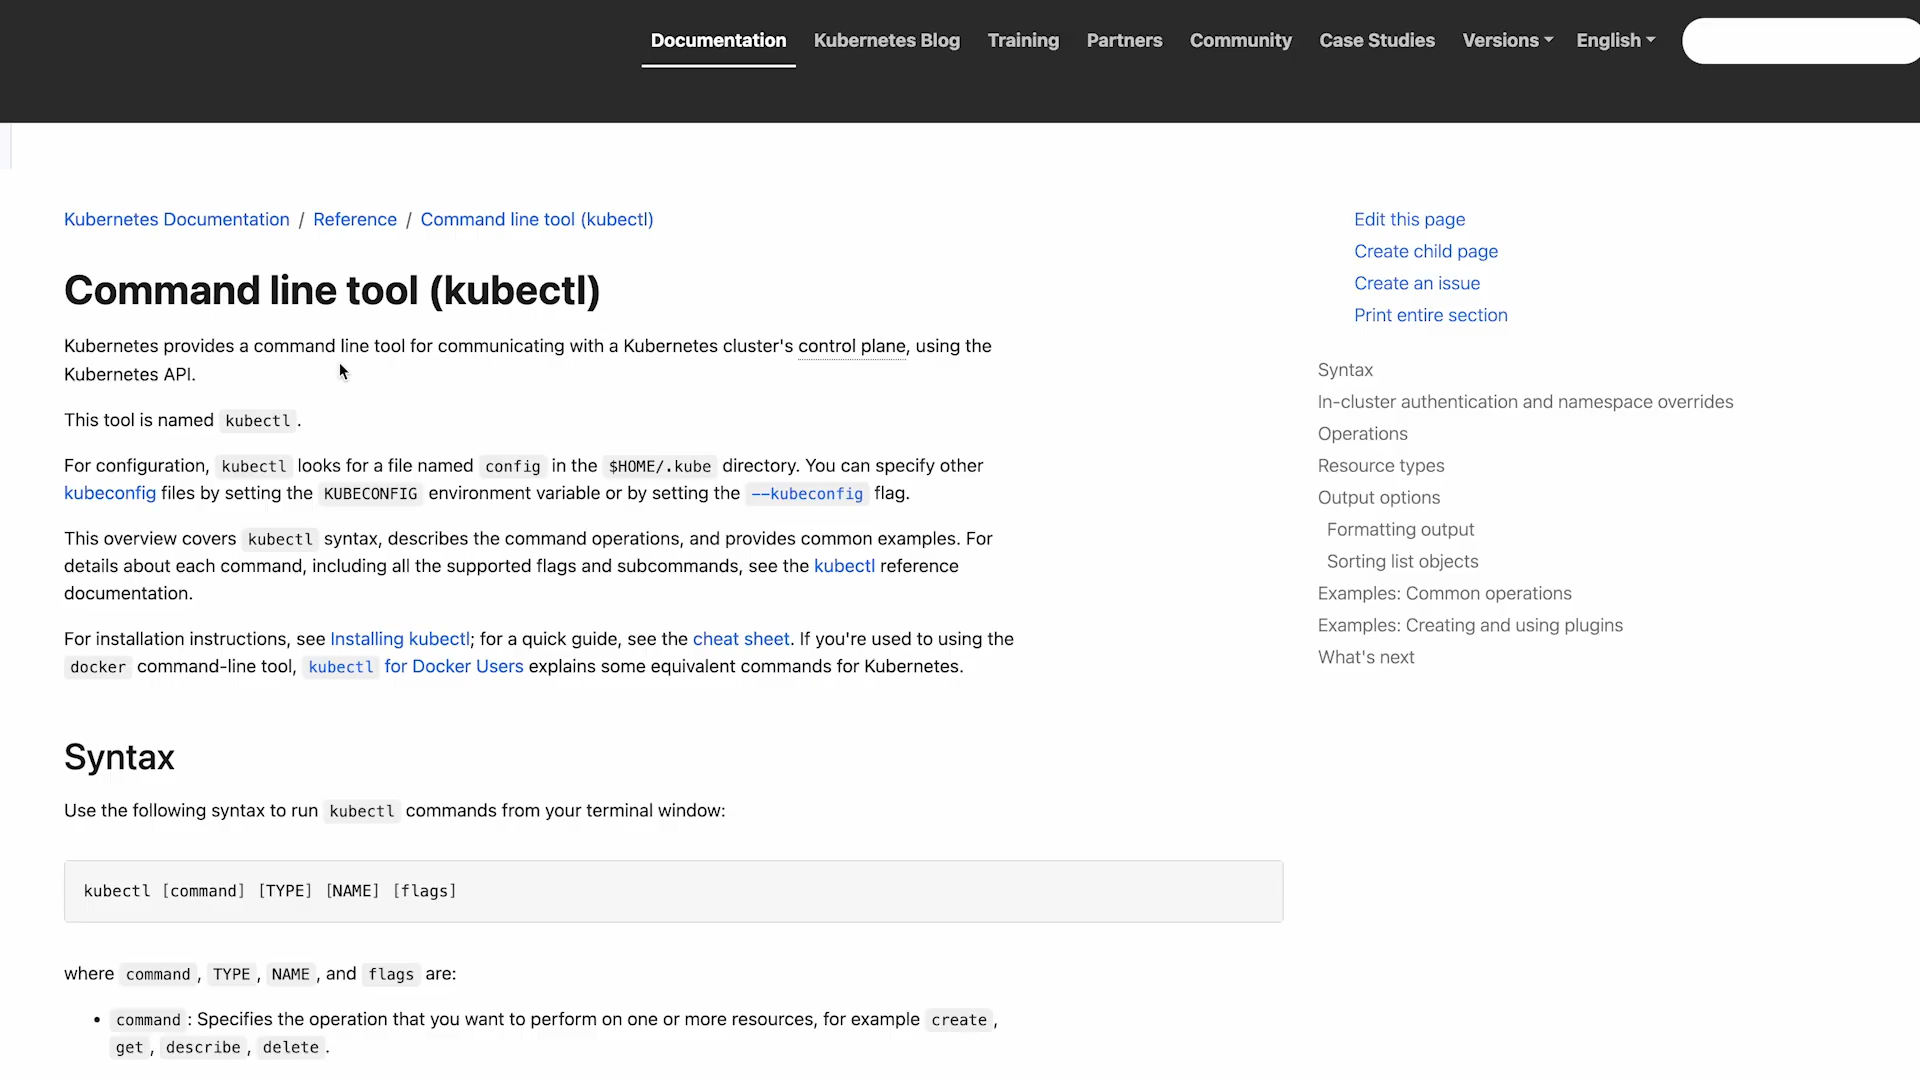 Documentation Kubernetes Blog Training Partners Community Case Studies Versions English
Kubernetes Documentation / Reference / Command line tool (kubectl)
Command line tool (kubectl)
Kubernetes provides a command line tool for communicating with a Kubernetes cluster's control plane, using the
Kubernetes API.
This tool is named kubectl.
For configuration, kubectl looks for a file named config in the $HOME/.kube directory. You can specify other
kubeconfig files by setting the KUBECONFIG environment variable or by setting the --kubeconfig flag.
This overview covers kubectl syntax, describes the command operations, and provides common examples. For
details about each command, including all the supported flags and subcommands, see the kubectl reference
documentation.
For installation instructions, see Installing kubectl; for a quick guide, see the cheat sheet. If you're used to using the
docker command-line tool, kubectl for Docker Users explains some equivalent commands for Kubernetes.
Syntax
Use the following syntax to run kubectl commands from your terminal window:
kubectl [command] [TYPE] [NAME] [flags]
where command, TYPE, NAME, and flags are:
• command: Specifies the operation that you want to perform on one or more resources, for example create,
get, describe, delete.
Edit this page
Create child page
Create an issue
Print entire section
Syntax
In-cluster authentication and namespace overrides
Operations
Resource types
Output options
Formatting output
Sorting list objects
Examples: Common operations
Examples: Creating and using plugins
What's next